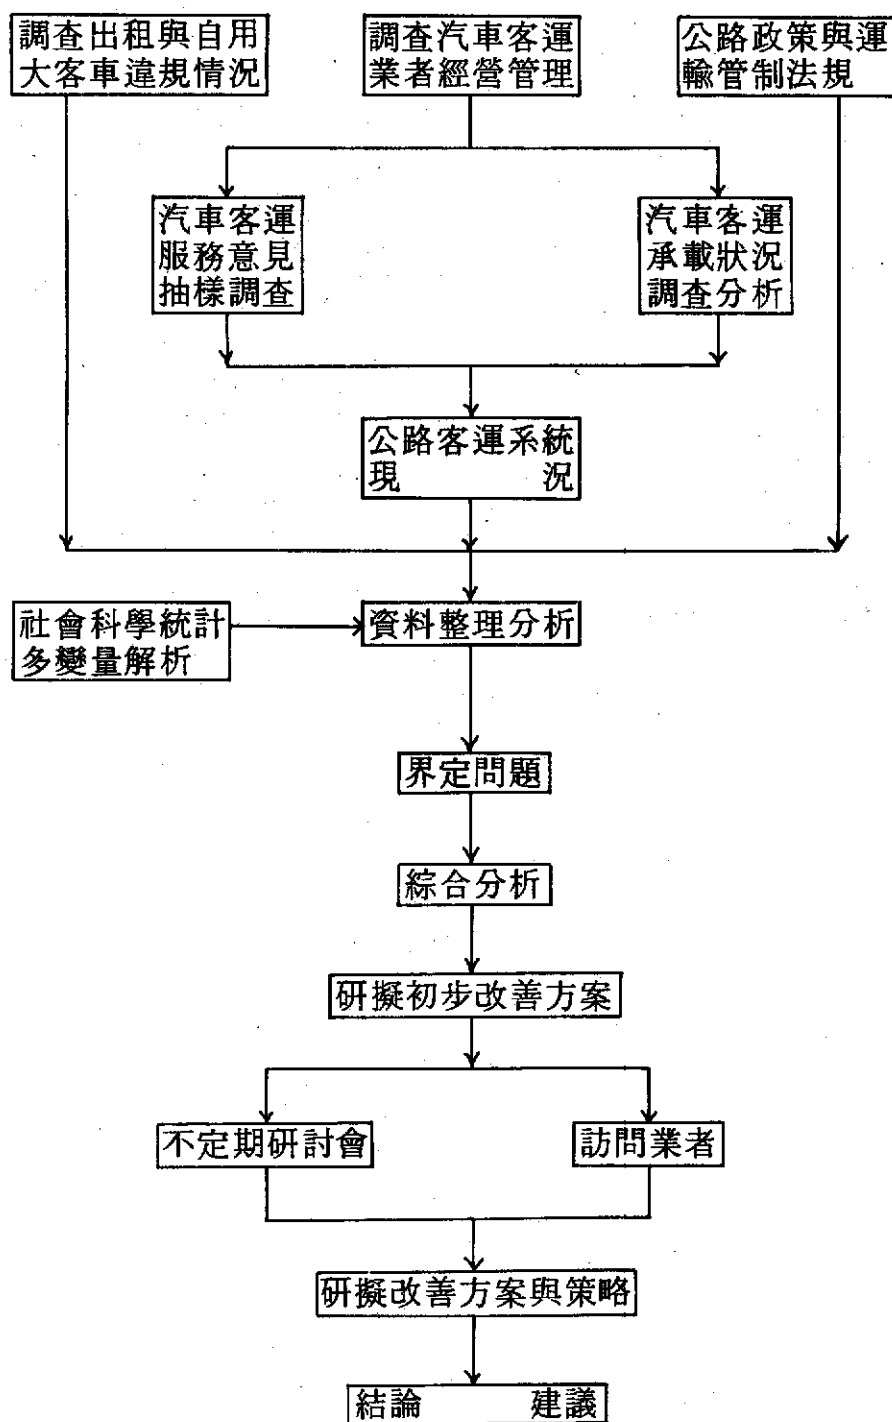 調查出租與自用
大客車違規情況
調查汽車客運
業者經營管理
公路政策與運
輸管制法規
汽車客運
服務意見
抽樣調查
汽車客運
承載狀況
調查分析
公路客運系統
現 況
社會科學統計
多變量解析
資料整理分析
界定問題
綜合分析
研擬初步改善方案
不定期研討會
訪問業者
研擬改善方案與策略
結論 建議